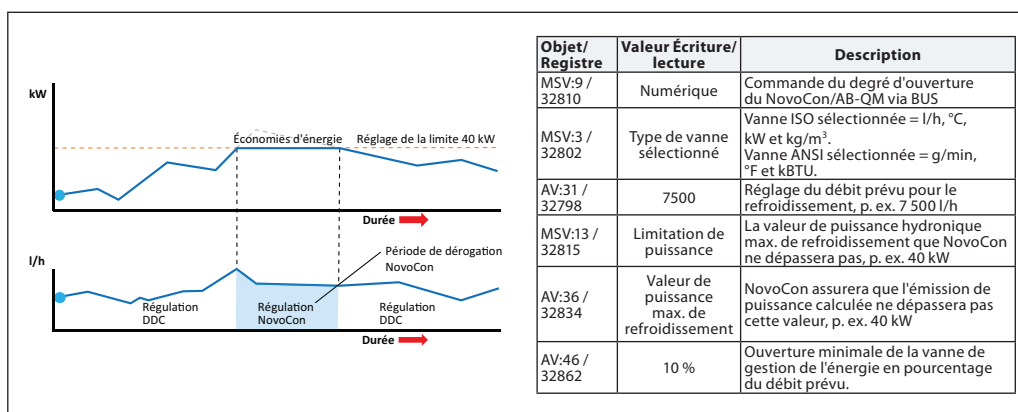 kW
Économies d'énergie
Réglage de la limite 40 kW
Durée
Période de dérogation
NovoCon
l/h
Régulation
DDC
Régulation
NovoCon
Régulation
DDC
Durée
Objet/
Registre
Valeur Écriture/
lecture
Description
MSV:9 /
32810
Numérique
Commande du degré d'ouverture
du NovoCon/AB-QM via BUS
MSV:3 /
32802
Type de vanne
sélectionné
Vanne ISO sélectionnée = l/h, °C,
kW et kg/m³.
Vanne ANSI sélectionnée = g/min,
°F et kBTU.
AV:31 /
32798
7500
Réglage du débit prévu pour le
refroidissement, p. ex. 7 500 l/h
MSV:13 /
32815
Limitation de
puissance
La valeur de puissance hydronique
max. de refroidissement que NovoCon
ne dépassera pas, p. ex. 40 kW
AV:36 /
32834
Valeur de
puissance
max. de
refroidissement
NovoCon assurera que l'émission de
puissance calculée ne dépassera pas
cette valeur, p. ex. 40 kW
AV:46 /
32862
10 %
Ouverture minimale de la vanne de
gestion de l'énergie en pourcentage
du débit prévu.